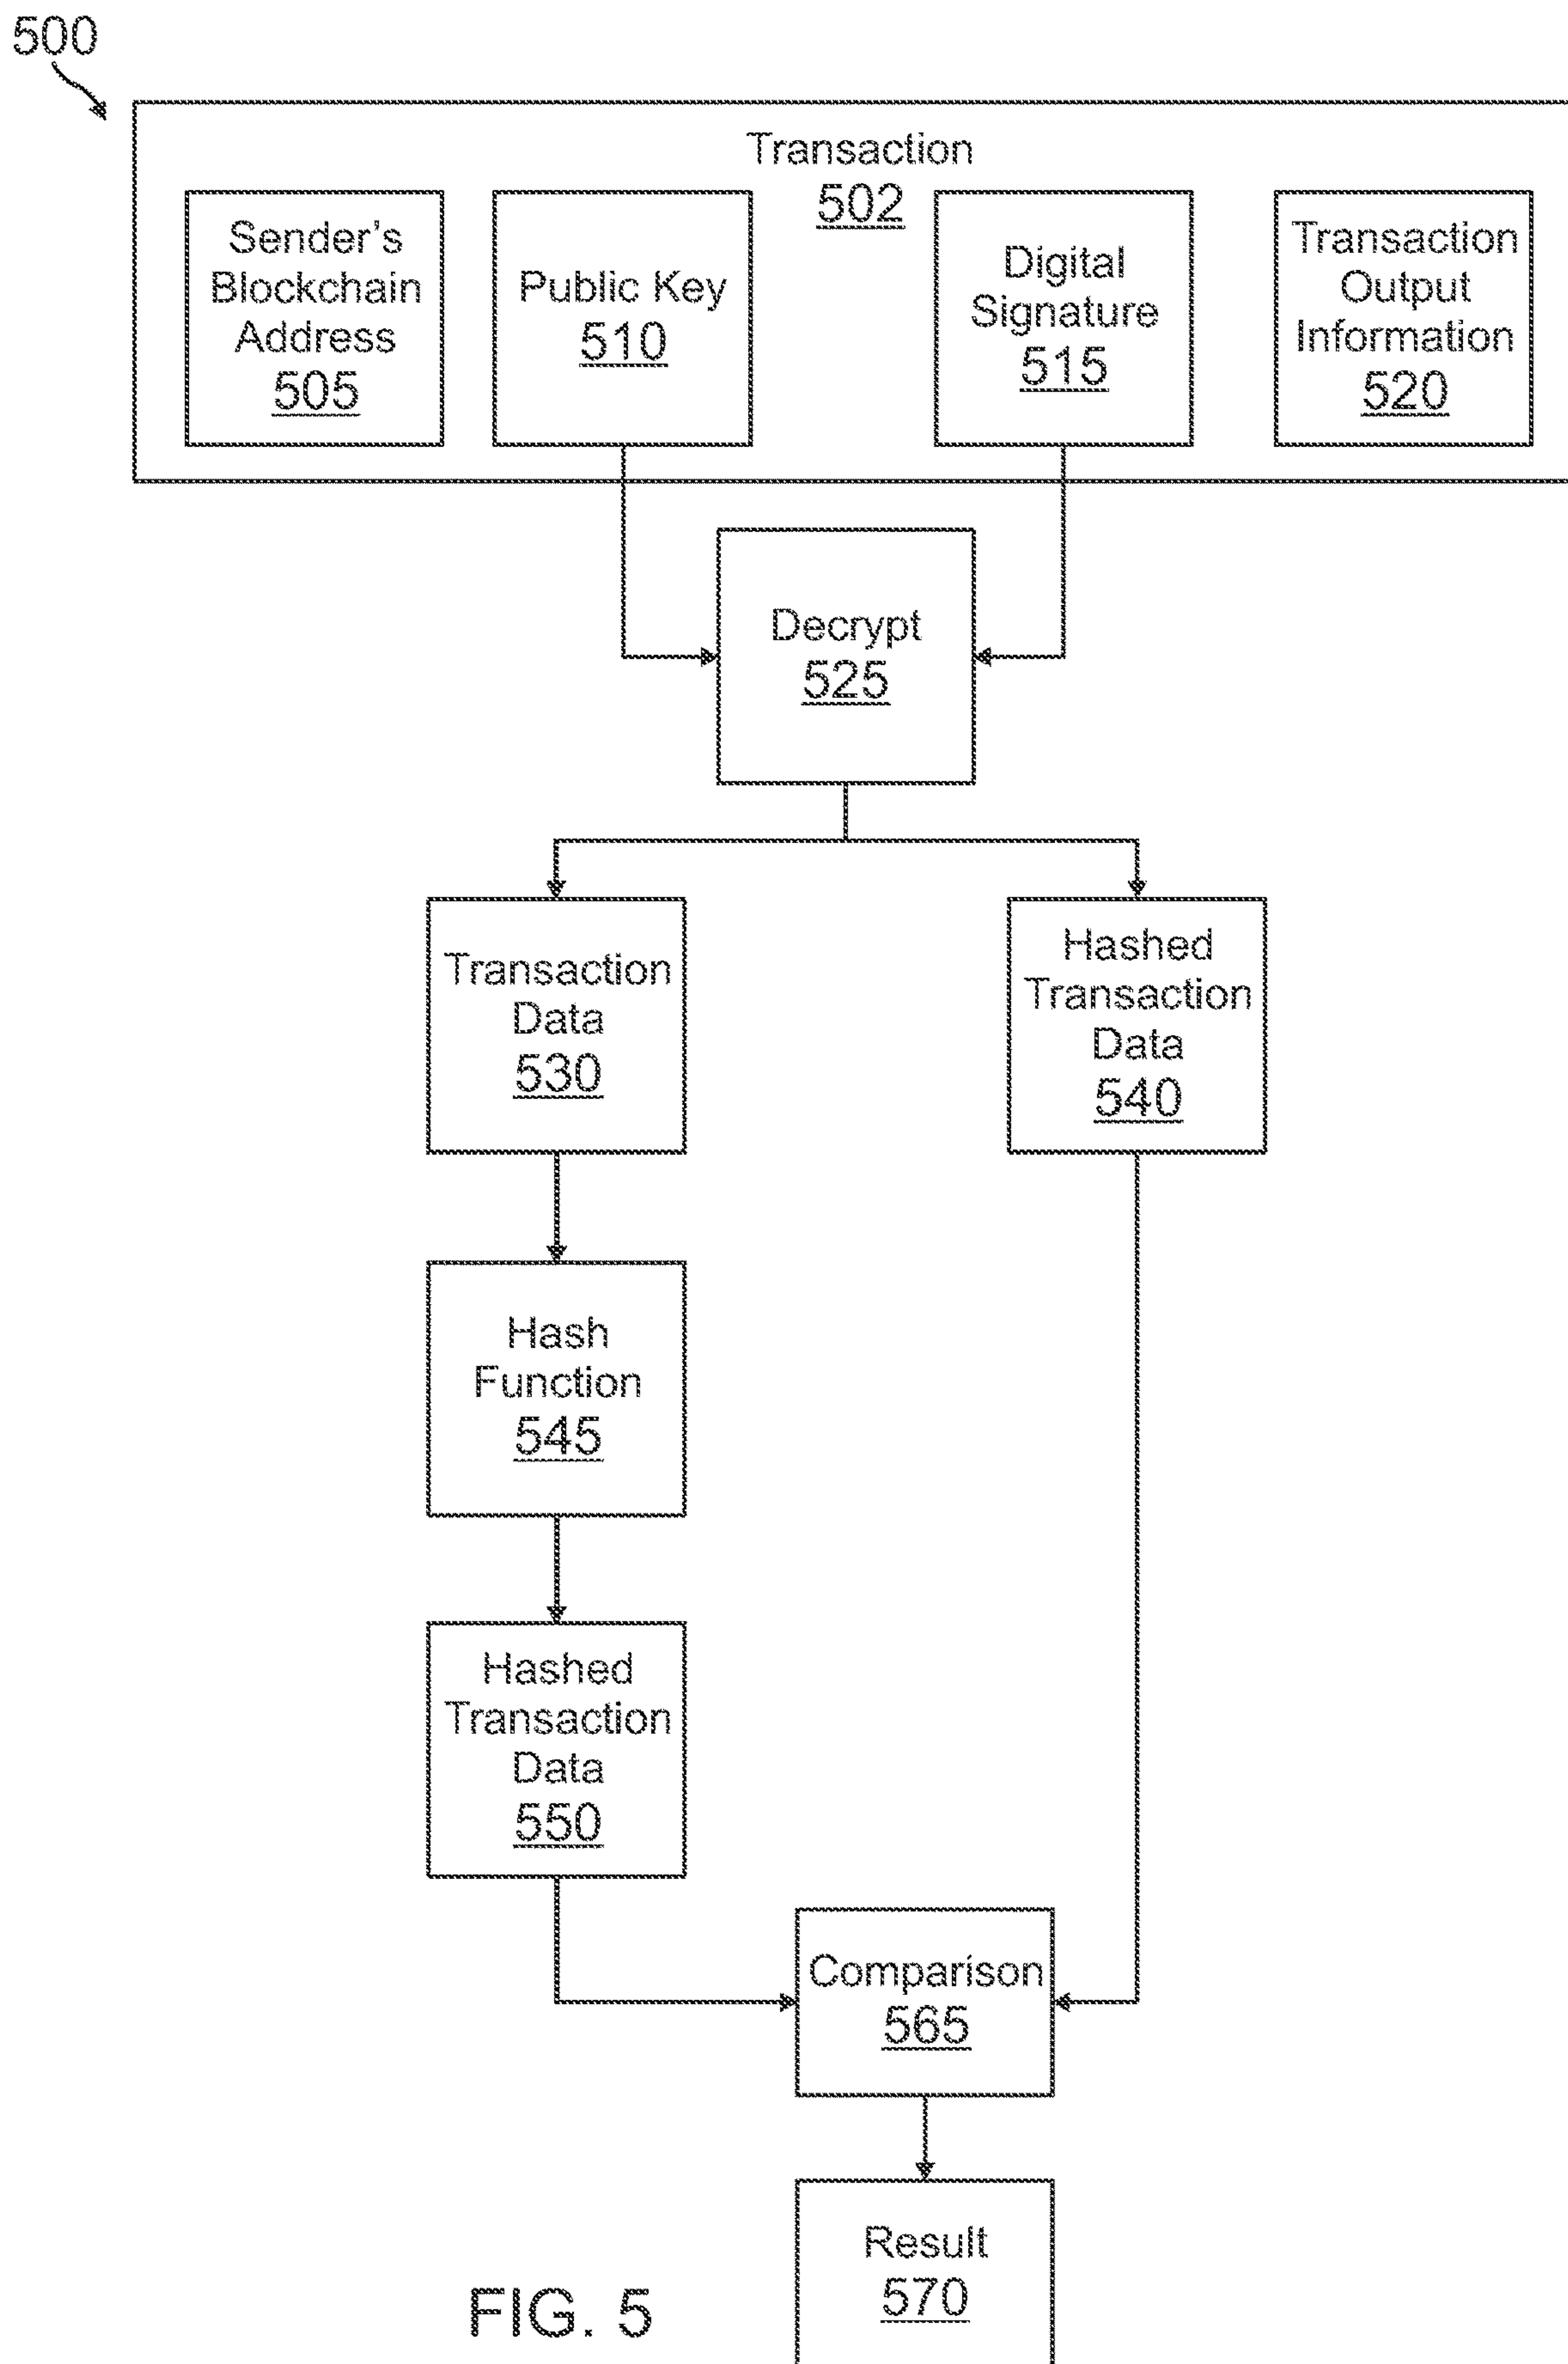 500
Transaction
502
Sender's
Blockchain
Address
505
Public Key
510
Digital
Signature
515
Transaction
Output
Information
520
Decrypt
525
Transaction
Data
530
Hashed
Transaction
Data
540
Hash
Function
545
Hashed
Transaction
Data
550
Comparison
565
Result
570
FIG. 5